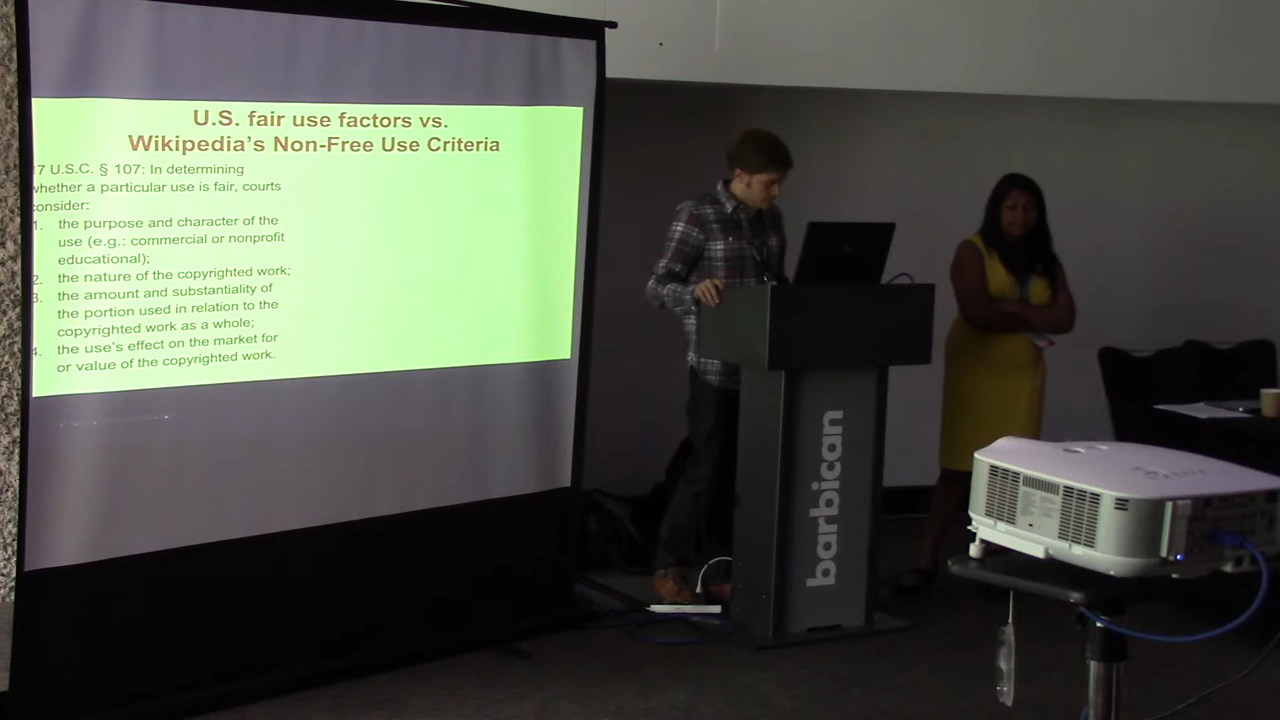 U.S. fair use factors vs.
Wikipedia's Non-Free Use Criteria
7 U.S.C. § 107: In determining
whether a particular use is fair, courts
consider:
1. the purpose and character of the
use (e.g.: commercial or nonprofit
educational);
2. the nature of the copyrighted work;
3. the amount and substantiality of
the portion used in relation to the
copyrighted work as a whole;
4. the use's effect on the market for
or value of the copyrighted work.
barbican